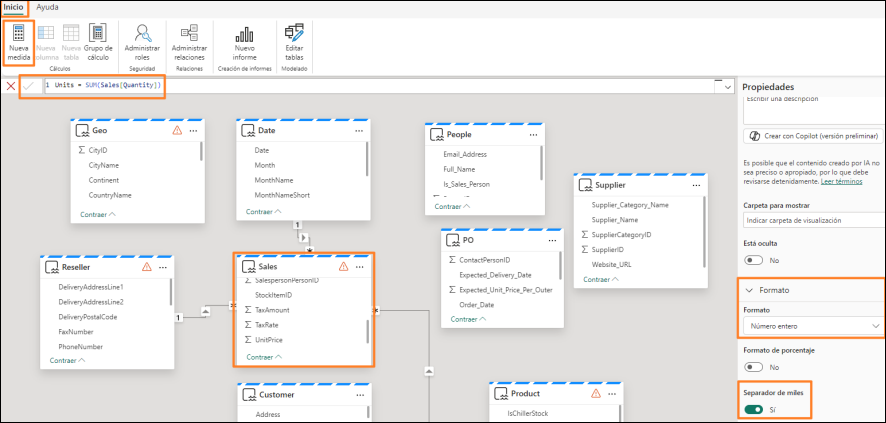 Inicio
Ayuda
Nueva medida
Nueva columna
Nueva tabla
Grupo de cálculo
Administrar roles
Administrar relaciones
Nuevo informe
Editar tablas
Cálculos
Seguridad
Relaciones
Creación de informes
Modelado
1 Units = SUM(Sales[Quantity])
Geo
CityID
CityName
Continent
CountryName
Contraer
Date
Date
Month
MonthName
MonthNameShort
Contraer
People
Email_Address
Full_Name
Is_Sales_Person
Contraer
Supplier
Supplier_Category_Name
Supplier_Name
SupplierCategoryID
SupplierID
Website_URL
Contraer
PO
ContactPersonID
Expected_Delivery_Date
Expected_Unit_Price_Per_Outer
Order_Date
Contraer
1
*
Reseller
DeliveryAddressLine1
DeliveryAddressLine2
DeliveryPostalCode
FaxNumber
PhoneNumber
Contraer
1
*
Sales
SalespersonPersonID
StockItemID
TaxAmount
TaxRate
UnitPrice
Contraer
*
Customer
Address
Product
IsChillerStock
Propiedades
Escribir una descripción
Crear con Copilot (versión preliminar)
Es posible que el contenido creado por IA no
sea preciso o apropiado, por lo que debe
revisarse detenidamente. Leer términos
Carpeta para mostrar
Indicar carpeta de visualización
Está oculta
No
Formato
Formato
Número entero
Formato de porcentaje
No
Separador de miles
Sí